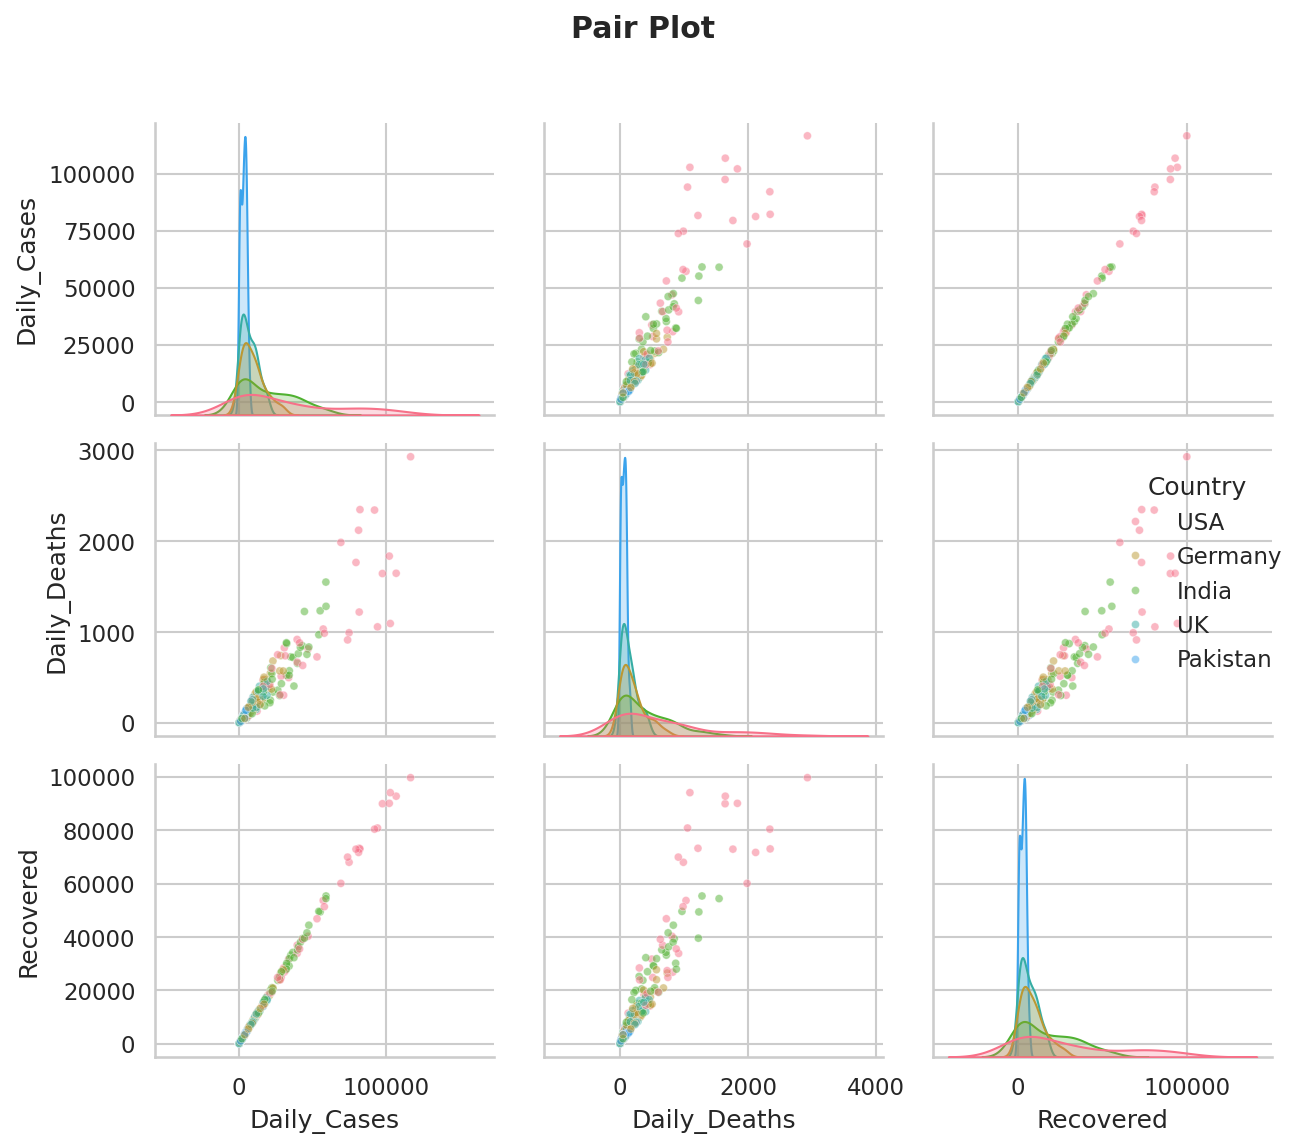 Pair Plot
Daily_Cases
100000
75000
50000
25000
0
Daily_Deaths
3000
2000
1000
0
Country
USA
Germany
India
UK
Pakistan
Recovered
100000
80000
60000
40000
20000
0
0 100000
Daily_Cases
0 2000 4000
Daily_Deaths
0 100000
Recovered